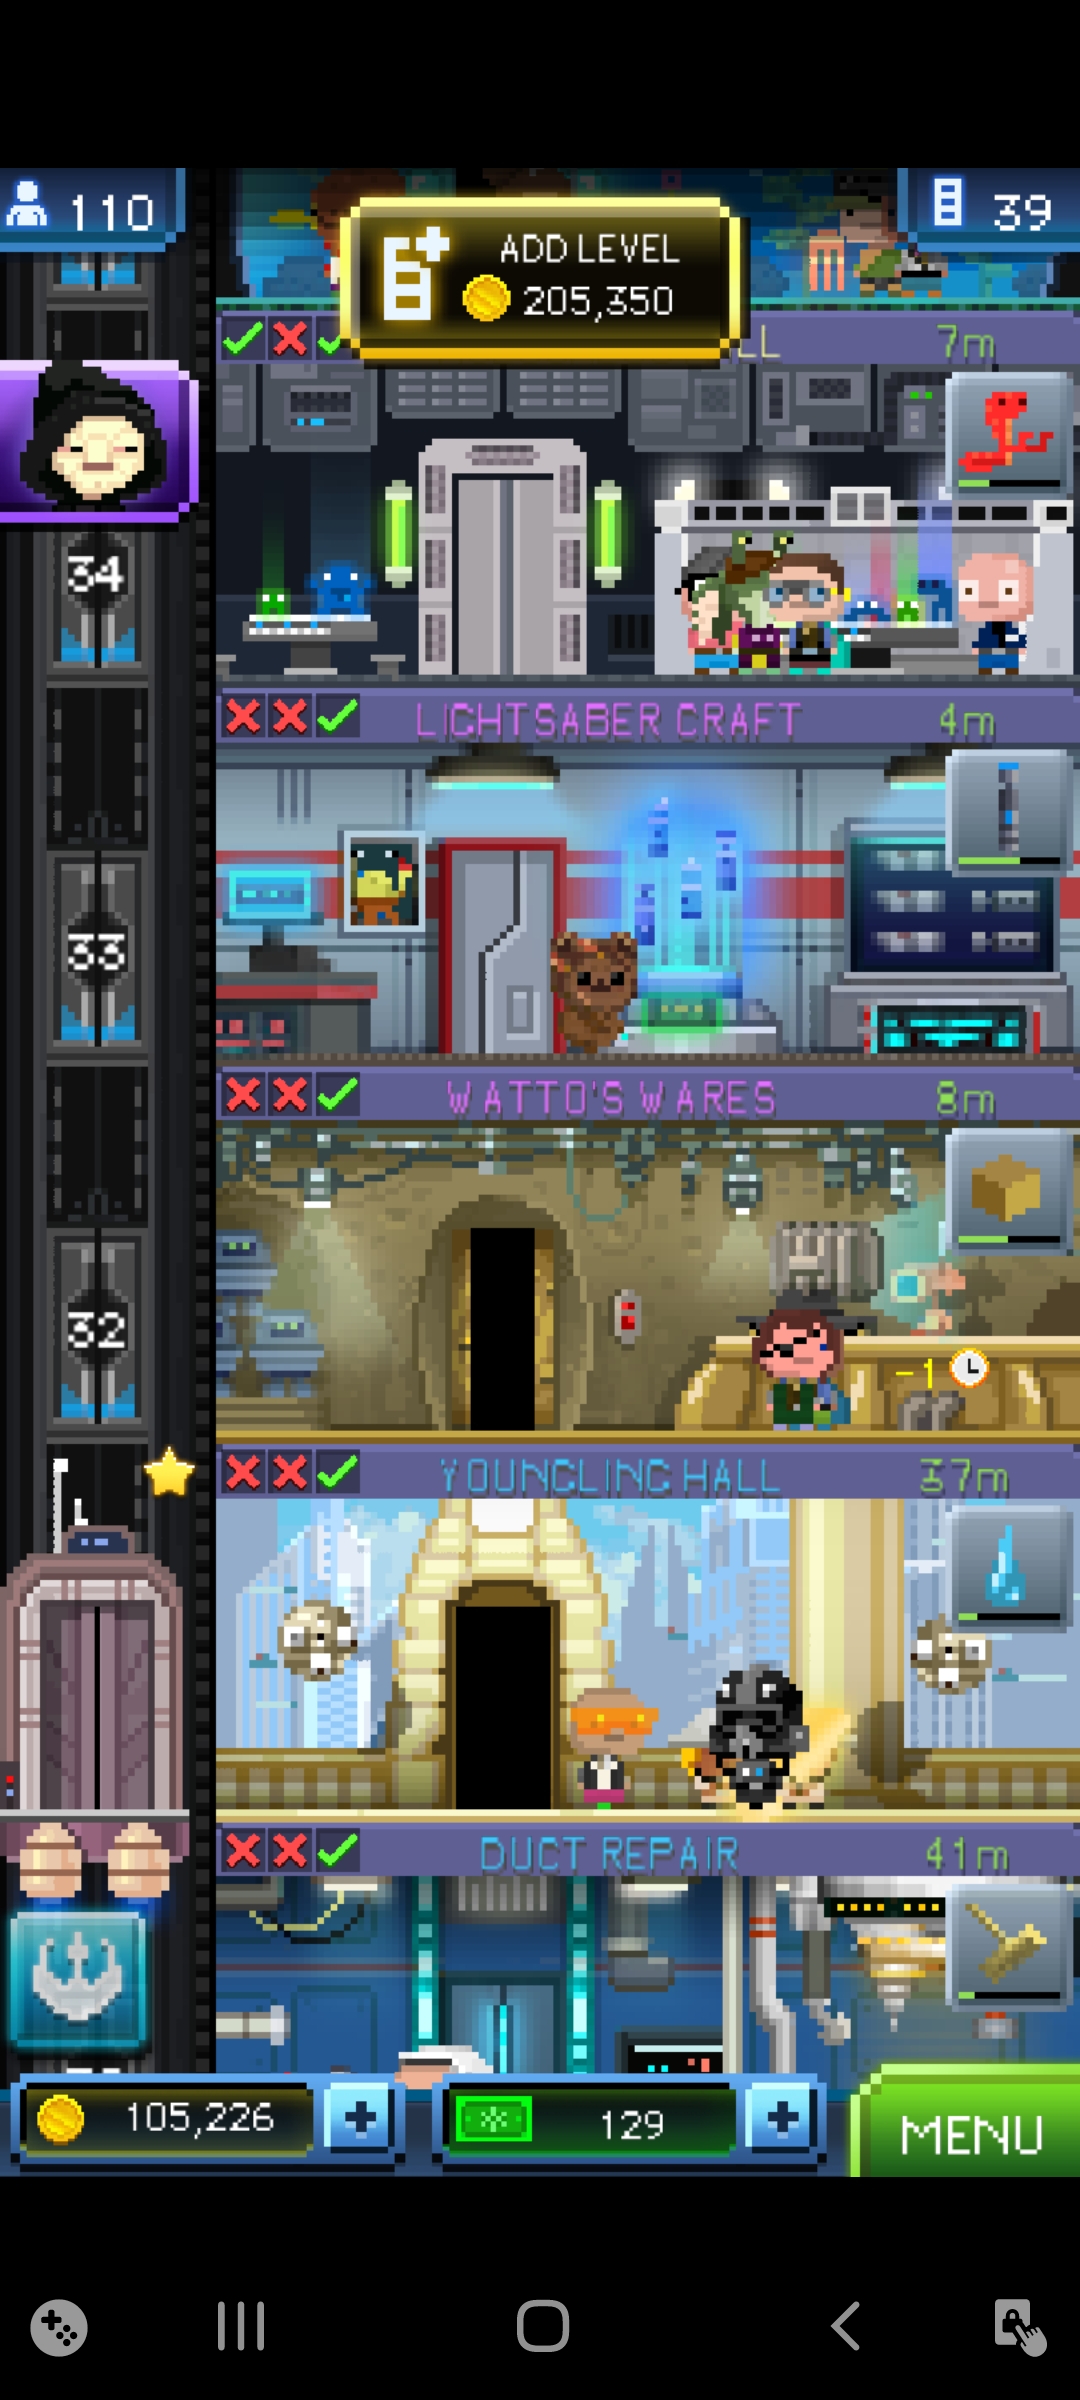 110
ADD LEVEL
205,350
39
LL
7m
34
LIGHTSABER CRAFT
4m
33
WATTO'S WARES
8m
32
-1
YOUNGLING HALL
37m
DUCT REPAIR
41m
105,226
129
MENU